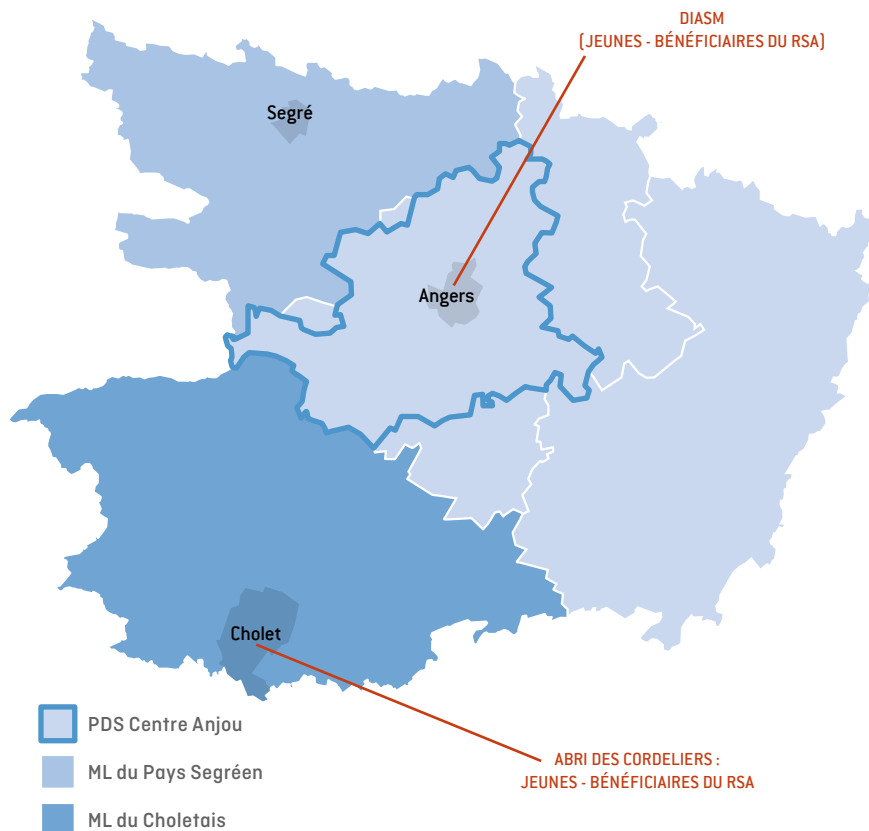 DIASM
(JEUNES - BÉNÉFICIAIRES DU RSA)
Segré
Angers
Cholet
PDS Centre Anjou
ML du Pays Segréen
ML du Choletais
ABRI DES CORDELIERS :
JEUNES - BÉNÉFICIAIRES DU RSA